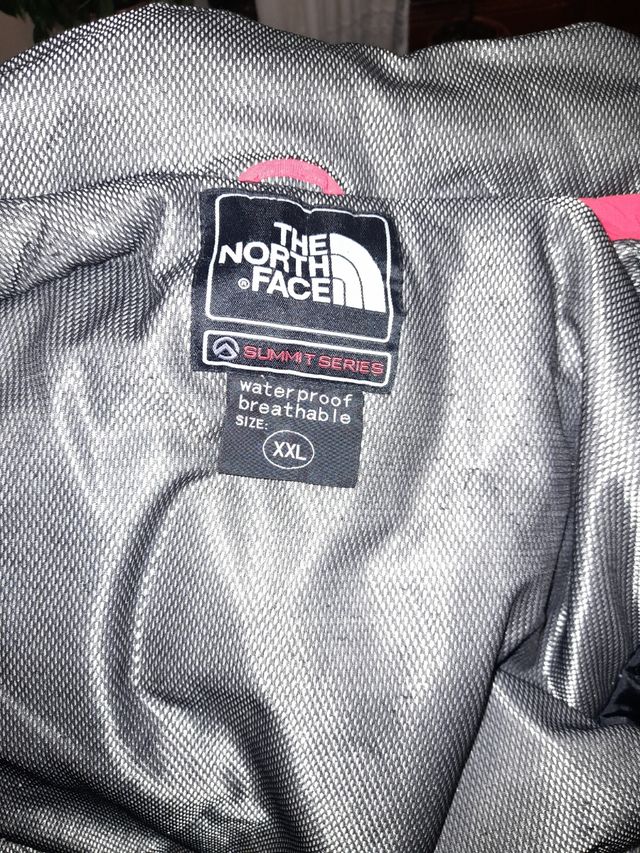 THE
NORTH
® FACE
SUMMIT SERIES
waterproof
breathable
SIZE:
XXL